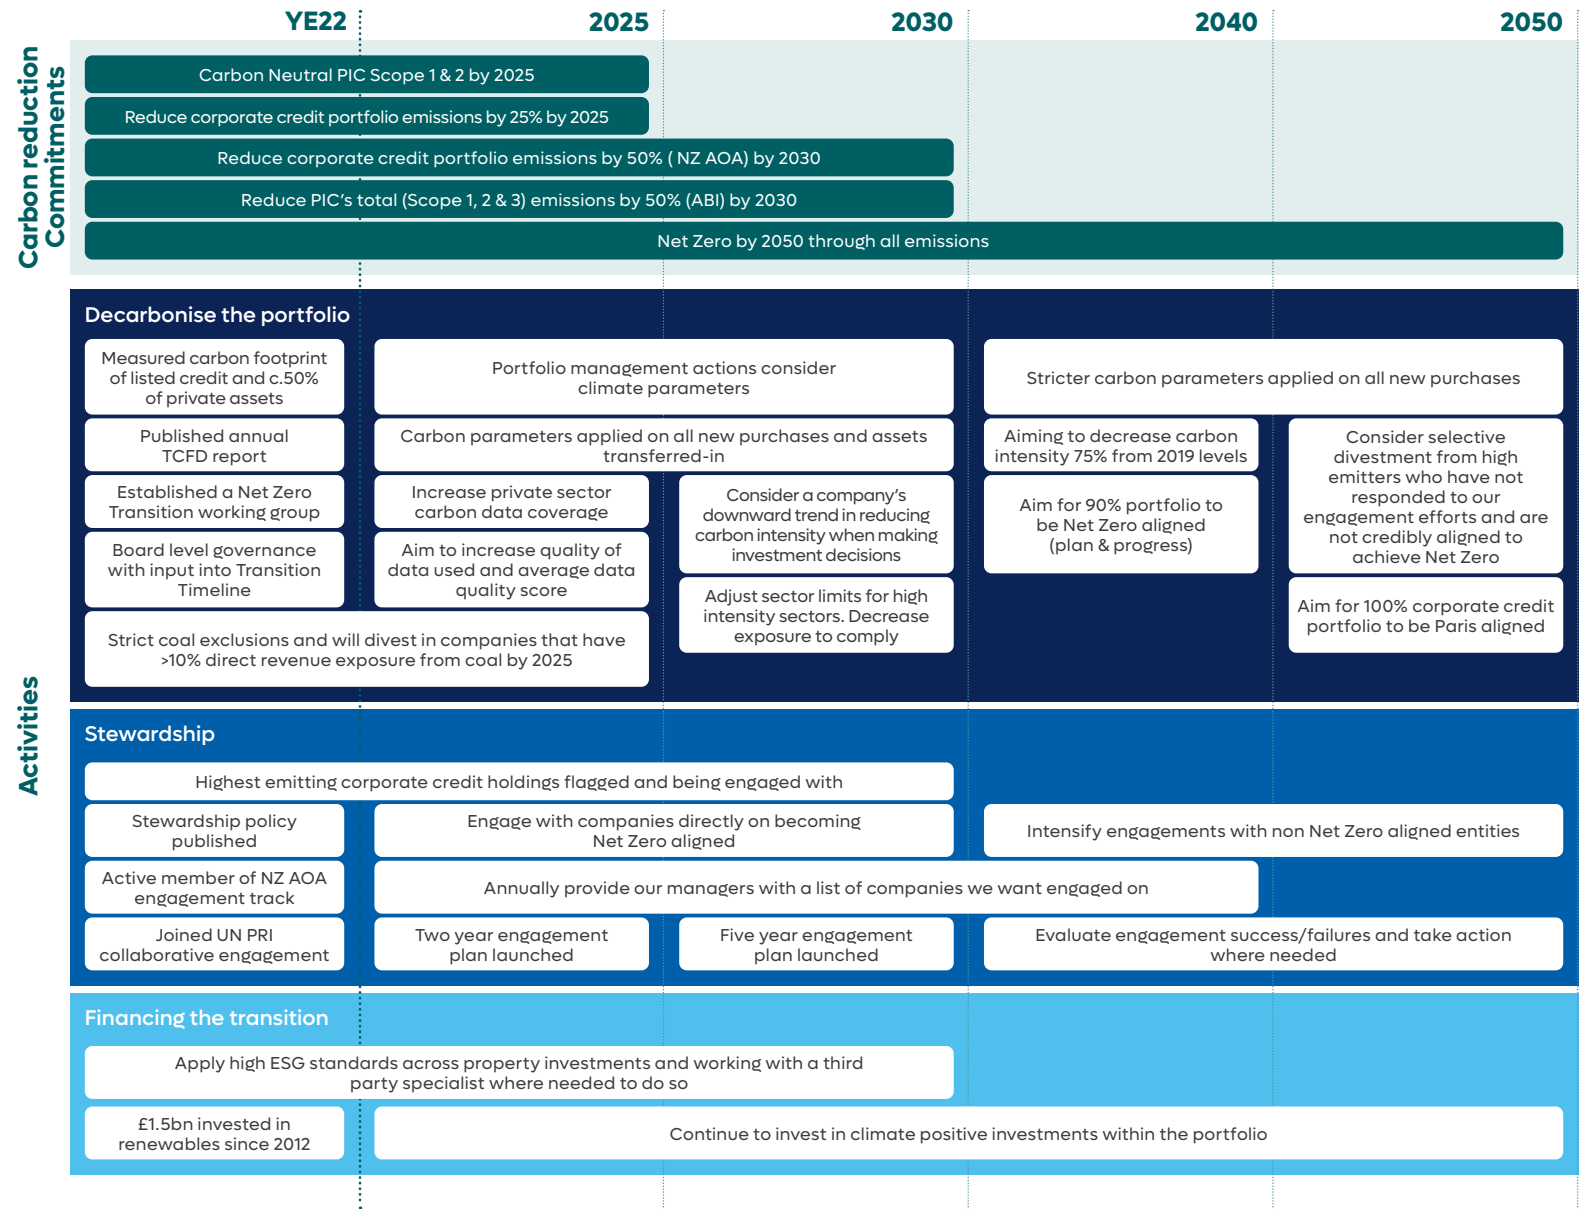 YE22
2025
2030
2040
2050
Carbon reduction
Commitments
Carbon Neutral PIC Scope 1 & 2 by 2025
Reduce corporate credit portfolio emissions by 25% by 2025
Reduce corporate credit portfolio emissions by 50% ( NZ AOA) by 2030
Reduce PIC's total (Scope 1, 2 & 3) emissions by 50% (ABI) by 2030
Net Zero by 2050 through all emissions
Activities
Decarbonise the portfolio
Measured carbon footprint
of listed credit and c.50%
of private assets
Portfolio management actions consider
climate parameters
Stricter carbon parameters applied on all new purchases
Published annual
TCFD report
Carbon parameters applied on all new purchases and assets
transferred-in
Aiming to decrease carbon
intensity 75% from 2019 levels
Consider selective
divestment from high
emitters who have not
responded to our
engagement efforts and are
not credibly aligned to
achieve Net Zero
Established a Net Zero
Transition working group
Increase private sector
carbon data coverage
Consider a company's
downward trend in reducing
carbon intensity when making
investment decisions
Aim for 90% portfolio to
be Net Zero aligned
(plan & progress)
Board level governance
with input into Transition
Timeline
Aim to increase quality of
data used and average data
quality score
Adjust sector limits for high
intensity sectors. Decrease
exposure to comply
Aim for 100% corporate credit
portfolio to be Paris aligned
Strict coal exclusions and will divest in companies that have
>10% direct revenue exposure from coal by 2025
Stewardship
Highest emitting corporate credit holdings flagged and being engaged with
Stewardship policy
published
Engage with companies directly on becoming
Net Zero aligned
Intensify engagements with non Net Zero aligned entities
Active member of NZ AOA
engagement track
Annually provide our managers with a list of companies we want engaged on
Joined UN PRI
collaborative engagement
Two year engagement
plan launched
Five year engagement
plan launched
Evaluate engagement success/failures and take action
where needed
Financing the transition
Apply high ESG standards across property investments and working with a third
party specialist where needed to do so
£1.5bn invested in
renewables since 2012
Continue to invest in climate positive investments within the portfolio